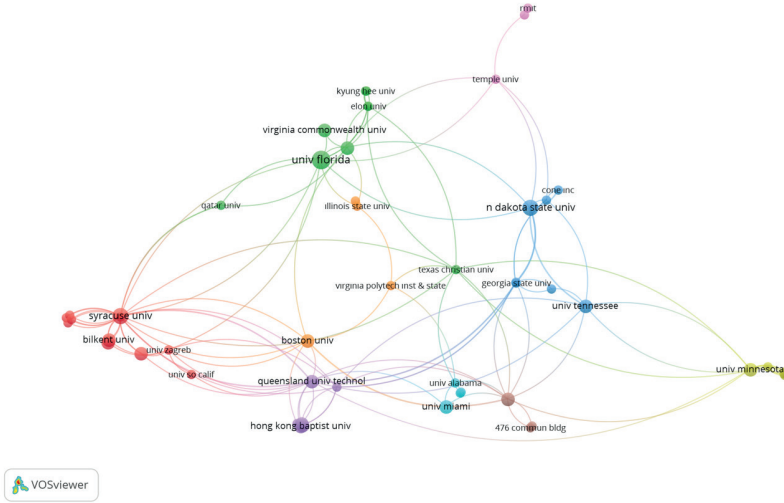 rmit
temple univ
kyung hee univ
elon univ
virginia commonwealth univ
univ florida
cone inc
qatar univ
illinois state univ
n dakota state univ
texas christian univ
virginia polytech inst & state
georgia state univ
univ tennessee
syracuse univ
bilkent univ
boston univ
univ zagreb
univ so calif
queensland univ technol
univ alabama
univ minnesota
univ miami
hong kong baptist univ
476 commun bldg
VOSviewer